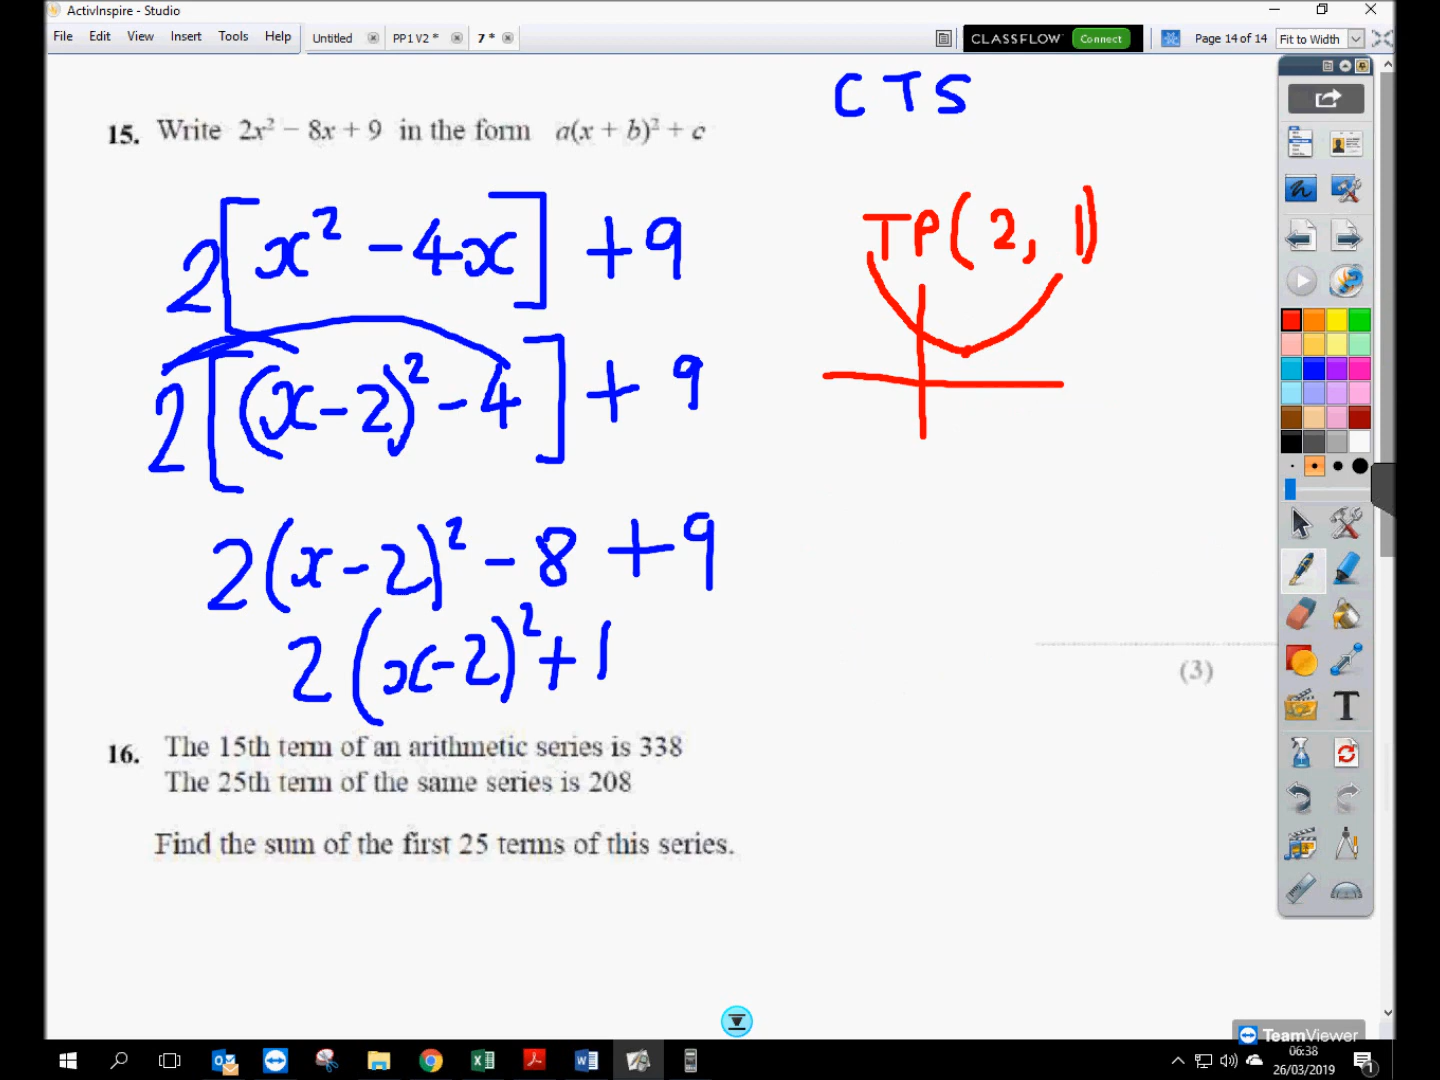 ActivInspire - Studio
File Edit View Insert Tools Help Untitled PP1 V2 * 7 * CLASSFLOW Connect Page 14 of 14 Fit to Width
C T S
15. Write 2x² − 8x + 9 in the form a(x + b)² + c
2[x² − 4x] + 9
TP(2, 1)
2[(x−2)² − 4] + 9
2(x−2)² − 8 + 9
2(x−2)² + 1
(3)
16. The 15th term of an arithmetic series is 338
The 25th term of the same series is 208
Find the sum of the first 25 terms of this series.
TeamViewer
06:38
26/03/2019